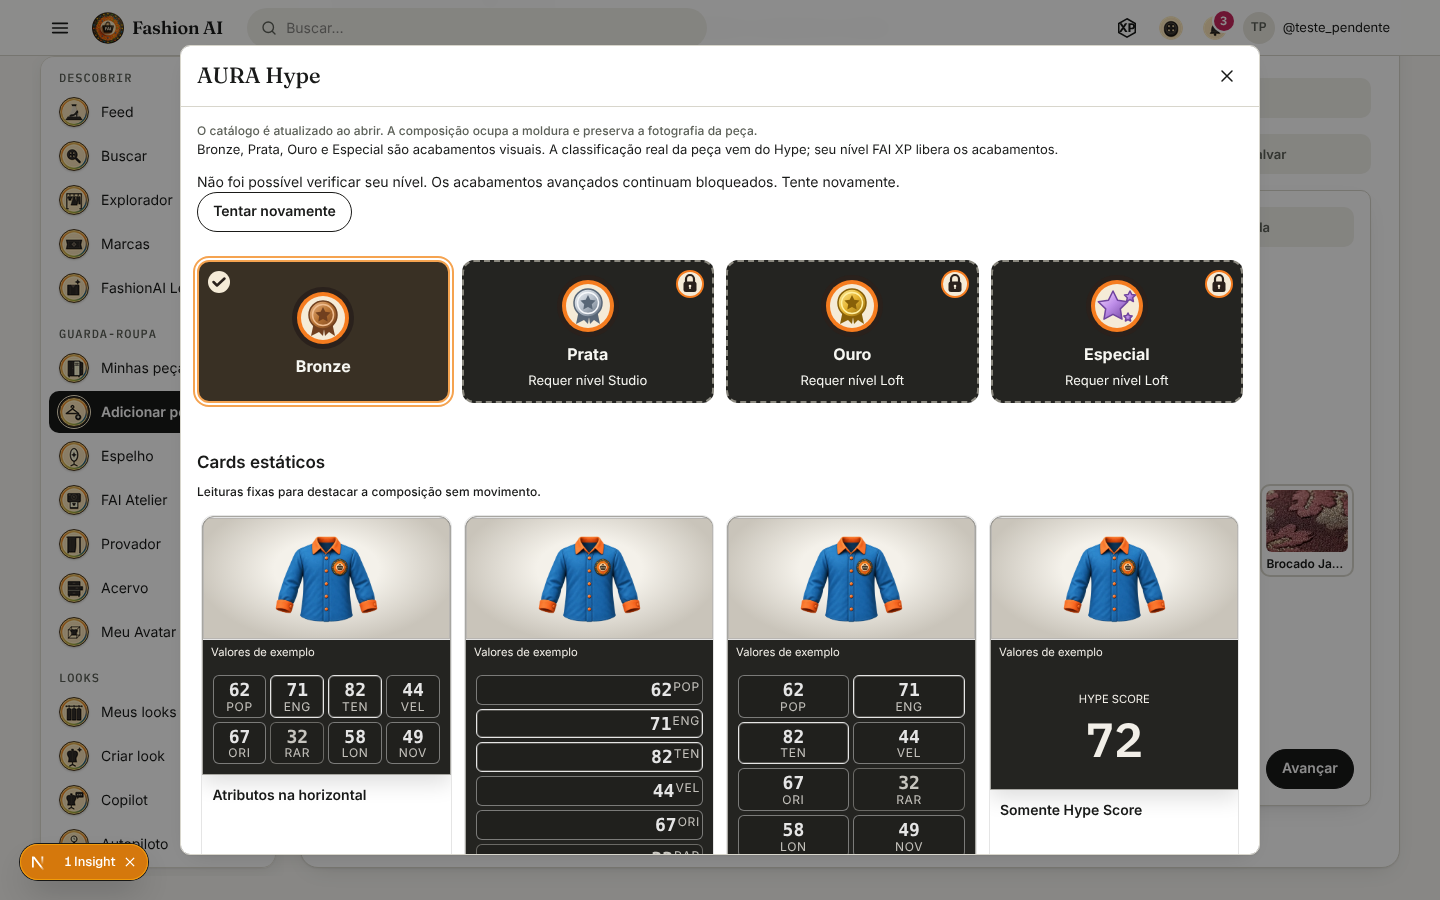 Fashion AI
Buscar...
XP
3
TP
@teste_pendente
DESCOBRIR
Feed
Buscar
Explorador
Marcas
FashionAI L
GUARDA-ROUPA
Minhas peç
Adicionar p
Espelho
FAI Atelier
Provador
Acervo
Meu Avatar
LOOKS
Meus looks
Criar look
Copilot
Autopiloto
N
1 Insight
AURA Hype
O catálogo é atualizado ao abrir. A composição ocupa a moldura e preserva a fotografia da peça.
Bronze, Prata, Ouro e Especial são acabamentos visuais. A classificação real da peça vem do Hype; seu nível FAI XP libera os acabamentos.
Não foi possível verificar seu nível. Os acabamentos avançados continuam bloqueados. Tente novamente.
Tentar novamente
Bronze
Prata
Requer nível Studio
Ouro
Requer nível Loft
Especial
Requer nível Loft
Cards estáticos
Leituras fixas para destacar a composição sem movimento.
Valores de exemplo
62 71 82 44
POP ENG TEN VEL
67 32 58 49
ORI RAR LON NOV
Atributos na horizontal
Valores de exemplo
62 POP
71 ENG
82 TEN
44 VEL
67 ORI
Valores de exemplo
62 71
POP ENG
82 44
TEN VEL
67 32
ORI RAR
58 49
LON NOV
Valores de exemplo
HYPE SCORE
72
Somente Hype Score
alvar
da
Brocado Ja...
Avançar